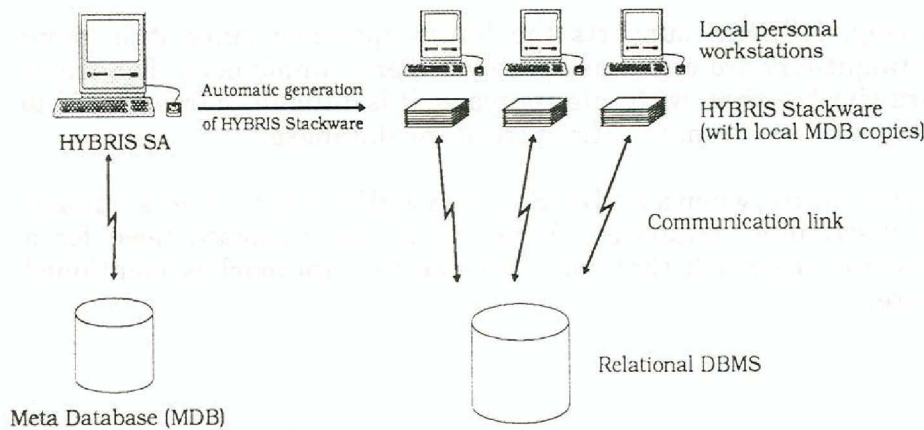 Local personal
workstations
Automatic generation
of HYBRIS Stackware
HYBRIS SA
HYBRIS Stackware
(with local MDB copies)
Communication link
Relational DBMS
Meta Database (MDB)